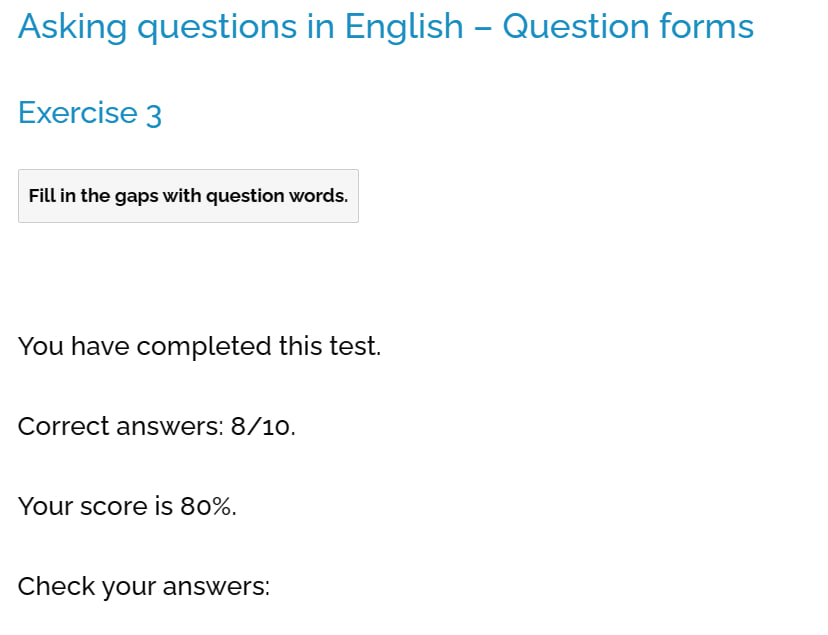 Asking questions in English – Question forms
Exercise 3
Fill in the gaps with question words.
You have completed this test.
Correct answers: 8/10.
Your score is 80%.
Check your answers: